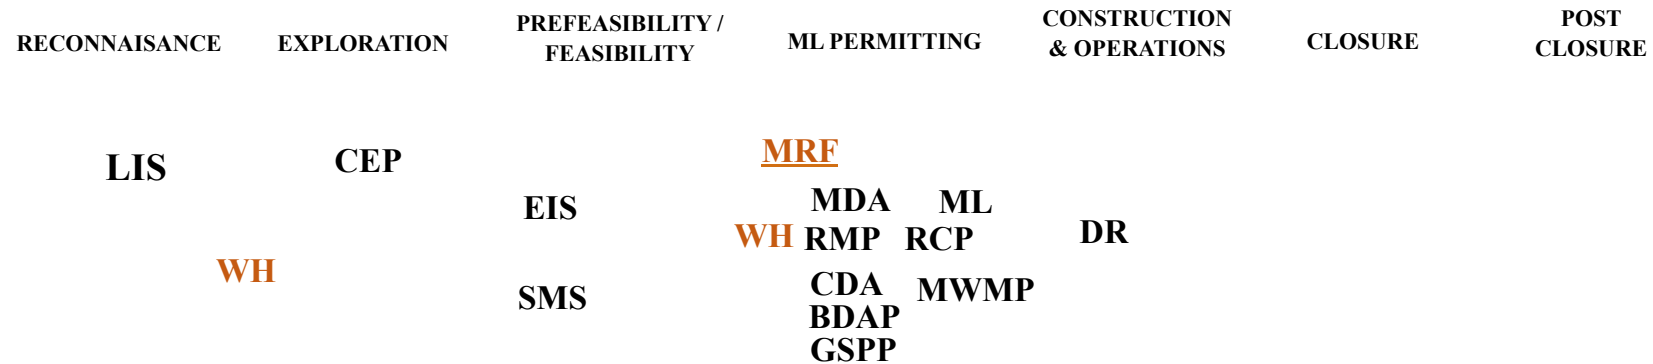 RECONNAISANCE
EXPLORATION
PREFEASIBILITY /
FEASIBILITY
ML PERMITTING
CONSTRUCTION
& OPERATIONS
CLOSURE
POST
CLOSURE
LIS
CEP
MRF
EIS
MDA ML
WH RMP RCP
DR
WH
SMS
CDA MWMP
BDAP
GSPP